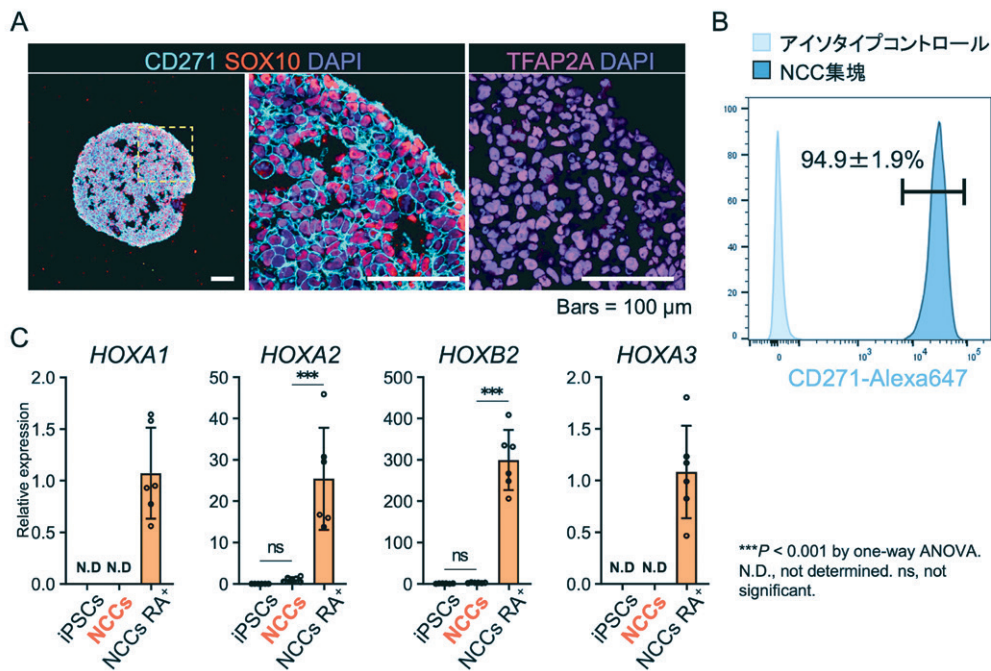 A
CD271 SOX10 DAPI
TFAP2A DAPI
Bars = 100 µm
B
アイソタイプコントロール
NCC集塊
100
80
60
40
20
0
94.9±1.9%
0
10³
10⁴
10⁵
CD271-Alexa647
C
HOXA1
Relative expression
2.0
1.5
1.0
0.5
0.0
N.D
N.D
iPSCs
NCCs
NCCs RA⁺
HOXA2
50
40
30
20
10
0
ns
***
iPSCs
NCCs
NCCs RA⁺
HOXB2
500
400
300
200
100
0
ns
***
iPSCs
NCCs
NCCs RA⁺
HOXA3
2.0
1.5
1.0
0.5
0.0
N.D
N.D
iPSCs
NCCs
NCCs RA⁺
***P < 0.001 by one-way ANOVA.
N.D., not determined. ns, not
significant.